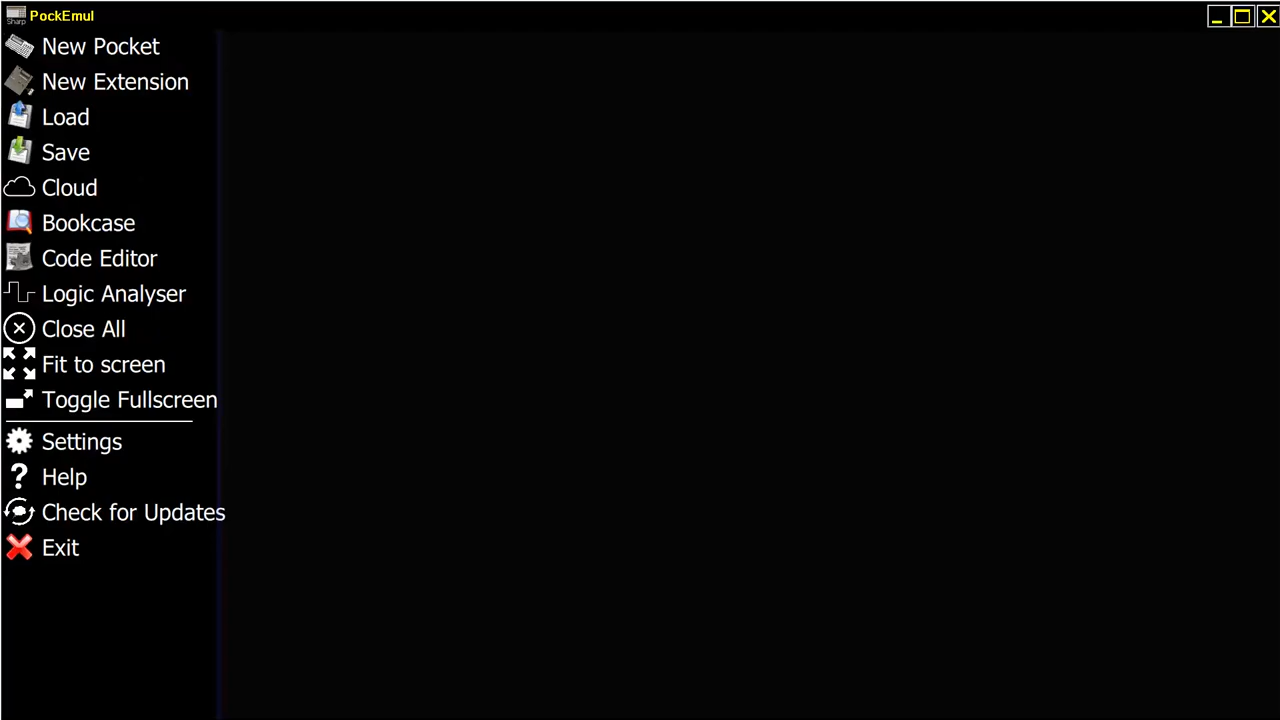 PockEmul
New Pocket
New Extension
Load
Save
Cloud
Bookcase
Code Editor
Logic Analyser
Close All
Fit to screen
Toggle Fullscreen
Settings
Help
Check for Updates
Exit